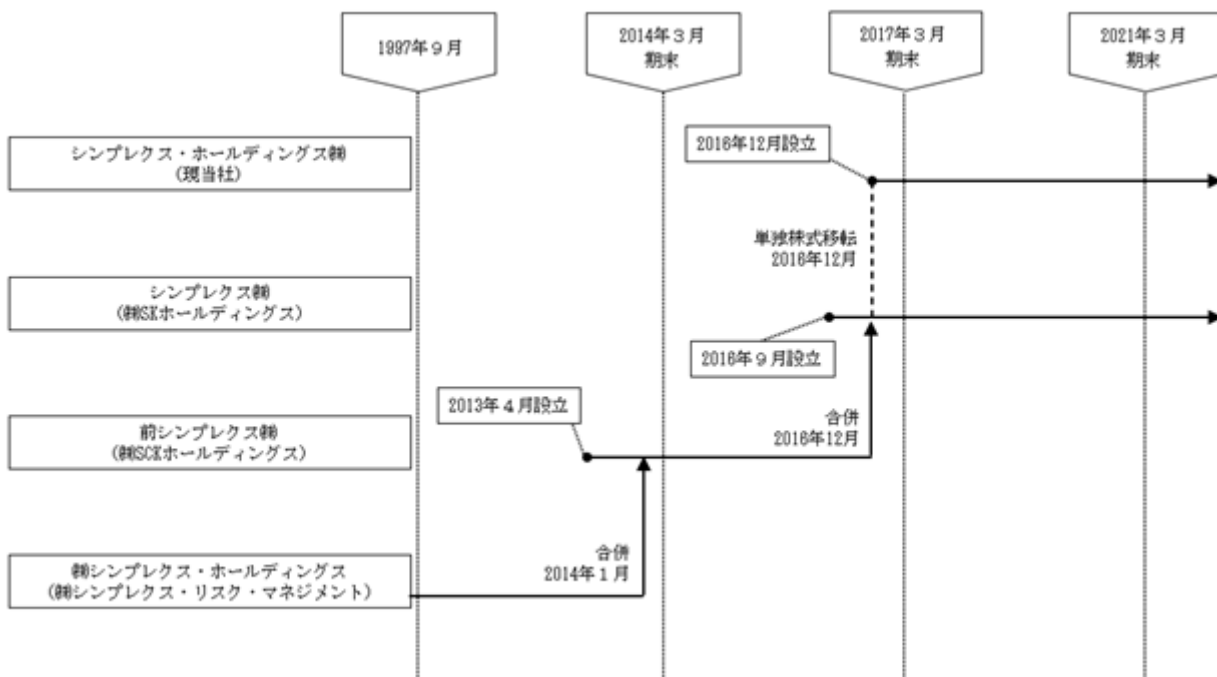 1997年9月
2014年3月
期末
2017年3月
期末
2021年3月
期末
シンプレクス・ホールディングス㈱
(現当社)
2016年12月設立
単独株式移転
2016年12月
シンプレクス㈱
(㈱SKホールディングス)
2016年9月設立
2013年4月設立
合併
2016年12月
前シンプレクス㈱
(㈱SCKホールディングス)
合併
2014年1月
㈱シンプレクス・ホールディングス
(㈱シンプレクス・リスク・マネジメント)